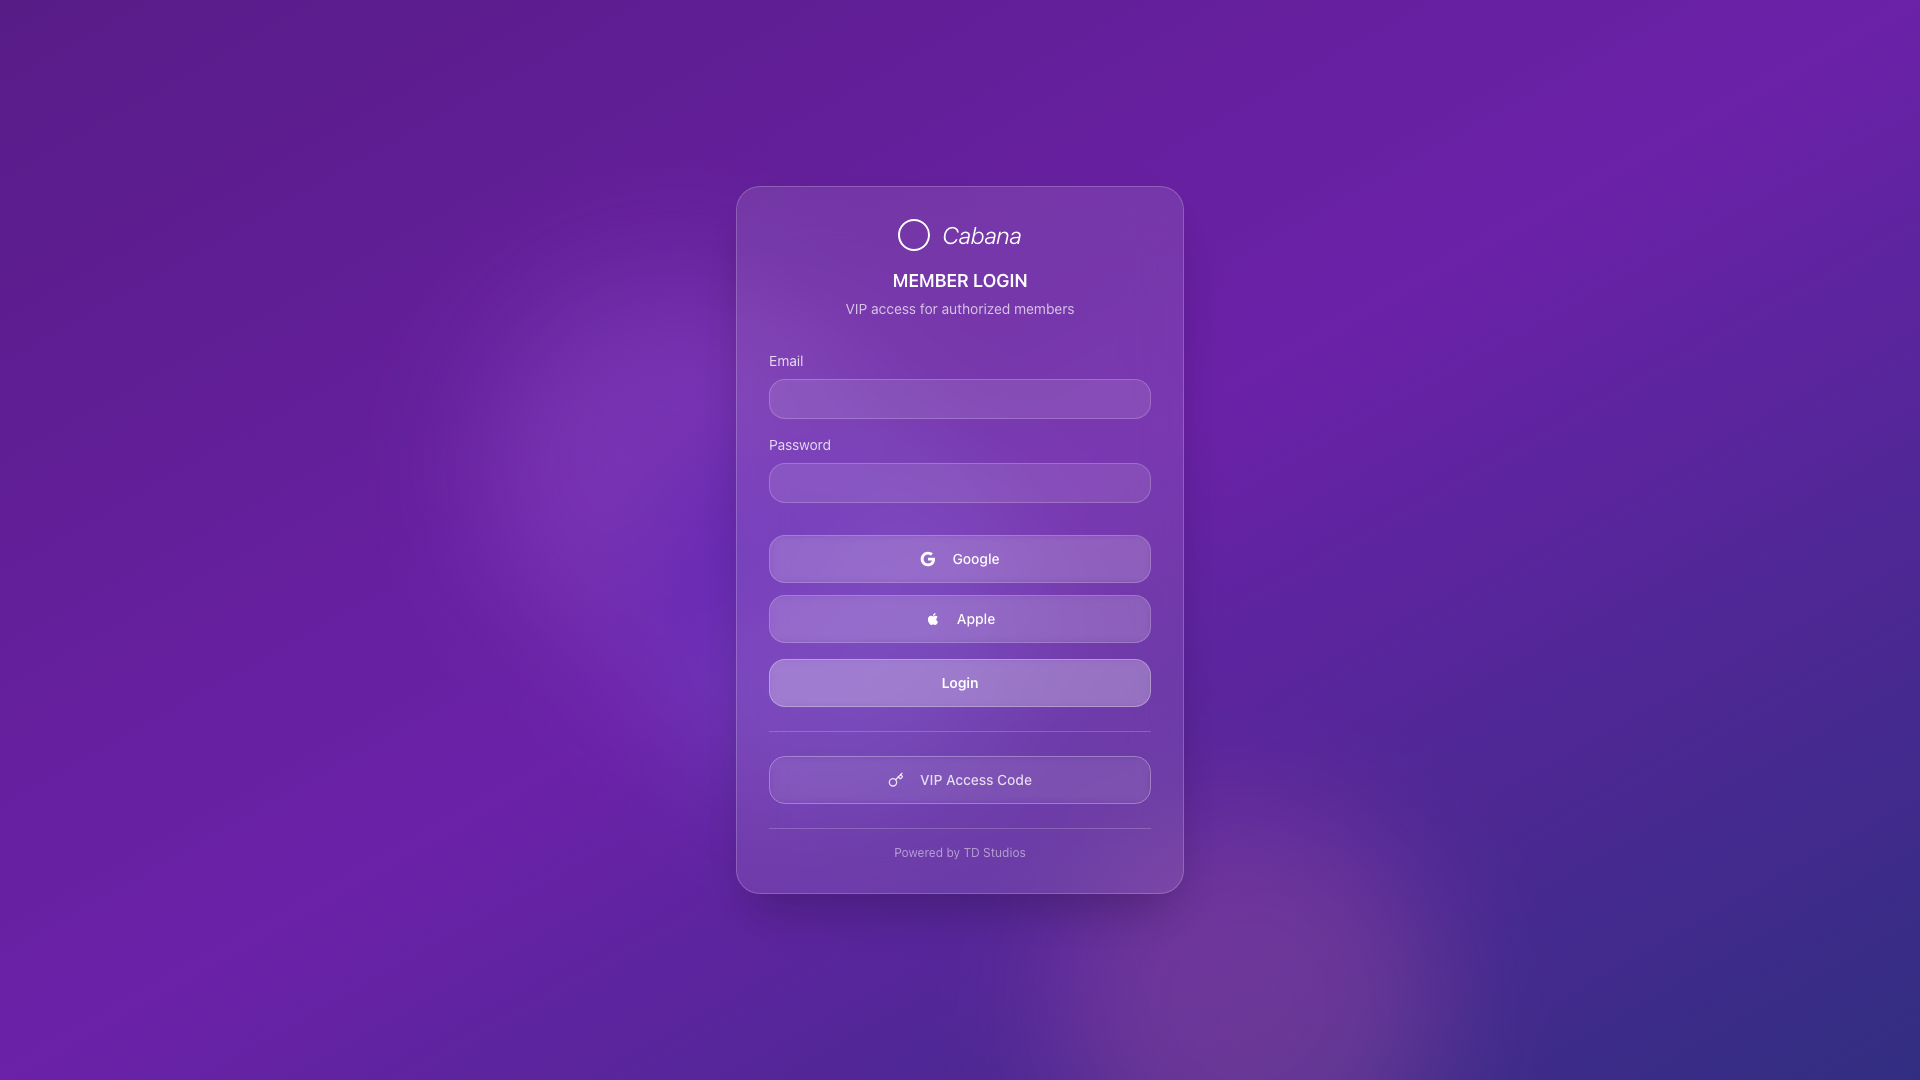 Cabana
MEMBER LOGIN
VIP access for authorized members
Email
Password
Google
Apple
Login
VIP Access Code
Powered by TD Studios